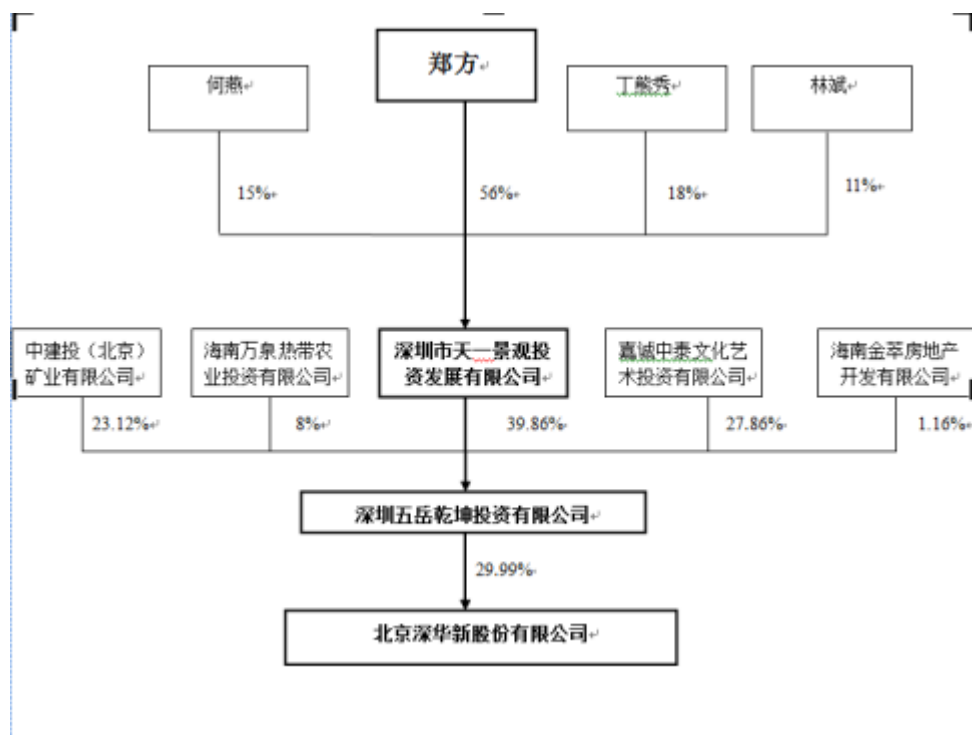 郑方
何燕
丁熊秀
林斌
15%
56%
18%
11%
中建投（北京）
矿业有限公司
海南万泉热带农
业投资有限公司
深圳市天一景观投
资发展有限公司
嘉诚中泰文化艺
术投资有限公司
海南金萃房地产
开发有限公司
23.12%
8%
39.86%
27.86%
1.16%
深圳五岳乾坤投资有限公司
29.99%
北京深华新股份有限公司